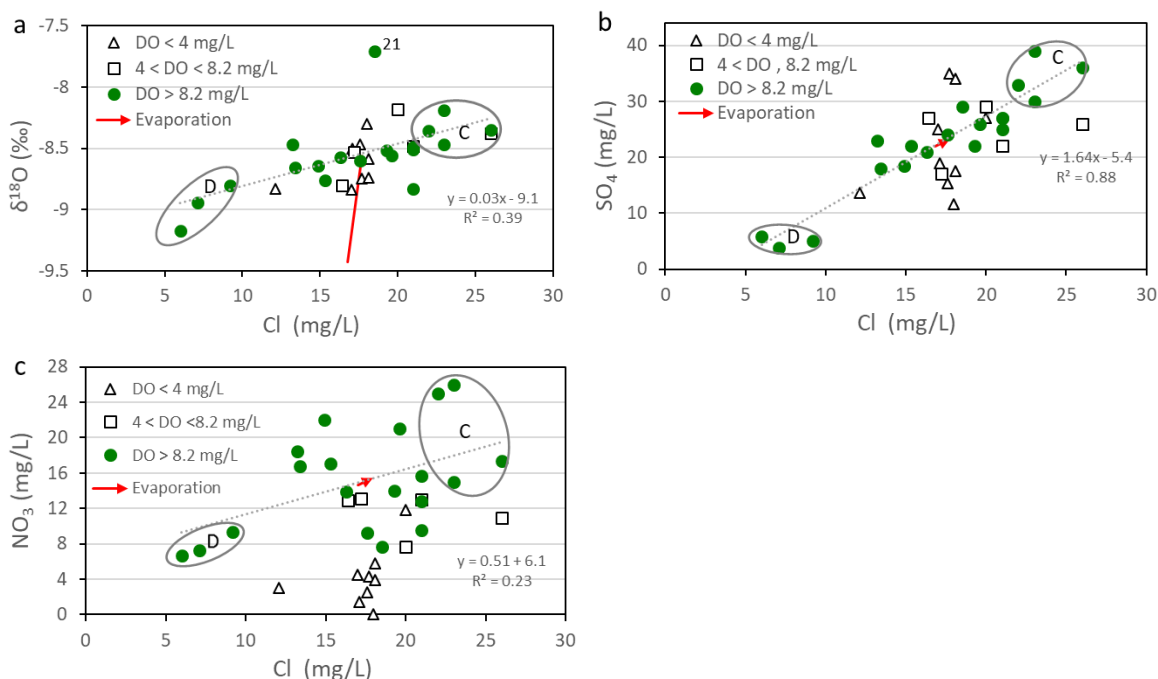 a
-7.5
-8
-8.5
-9
-9.5
δ¹⁸O (‰)
DO < 4 mg/L
4 < DO < 8.2 mg/L
DO > 8.2 mg/L
Evaporation
21
C
D
y = 0.03x - 9.1
R² = 0.39
0 5 10 15 20 25 30
Cl (mg/L)
b
40
30
20
10
0
SO₄ (mg/L)
DO < 4 mg/L
4 < DO , 8.2 mg/L
DO > 8.2 mg/L
Evaporation
C
D
y = 1.64x - 5.4
R² = 0.88
0 5 10 15 20 25 30
Cl (mg/L)
c
28
24
20
16
12
8
4
0
NO₃ (mg/L)
DO < 4 mg/L
4 < DO <8.2 mg/L
DO > 8.2 mg/L
Evaporation
C
D
y = 0.51 + 6.1
R² = 0.23
0 5 10 15 20 25 30
Cl (mg/L)